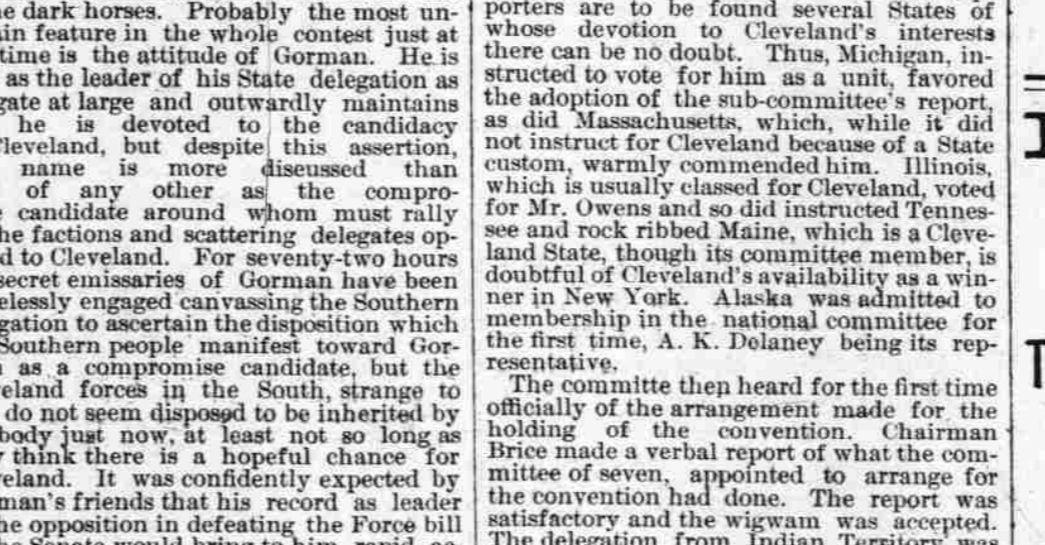 e dark horses. Probably the most un-
in feature in the whole contest just at
time is the attitude of Gorman. He is
as the leader of his State delegation as
gate at large and outwardly maintains
he is devoted to the candidacy
leveland, but despite this assertion,
name is more discussed than
of any other as the compro-
candidate around whom must rally
he factions and scattering delegates op-
d to Cleveland. For seventy-two hours
secret emissaries of Gorman have been
elessly engaged canvassing the Southern
gation to ascertain the disposition which
Southern people manifest toward Gor-
as a compromise candidate, but the
eland forces in the South, strange to
do not seem disposed to be inherited by
body just now, at least not so long as
think there is a hopeful chance for
eland. It was confidently expected by
man's friends that his record as leader
he opposition in defeating the Force bill
he Senate would bring to him rapid ac-
porters are to be found several States of
whose devotion to Cleveland's interests
there can be no doubt. Thus, Michigan, in-
structed to vote for him as a unit, favored
the adoption of the sub-committee's report,
as did Massachusetts, which, while it did
not instruct for Cleveland because of a State
custom, warmly commended him. Illinois,
which is usually classed for Cleveland, voted
for Mr. Owens and so did instructed Tennes-
see and rock ribbed Maine, which is a Cleve-
land State, though its committee member, is
doubtful of Cleveland's availability as a win-
ner in New York. Alaska was admitted to
membership in the national committee for
the first time, A. K. Delaney being its rep-
resentative.
The committe then heard for the first time
officially of the arrangement made for the
holding of the convention. Chairman
Brice made a verbal report of what the com-
mittee of seven, appointed to arrange for
the convention had done. The report was
satisfactory and the wigwam was accepted.
The delegation from Indian Territory was